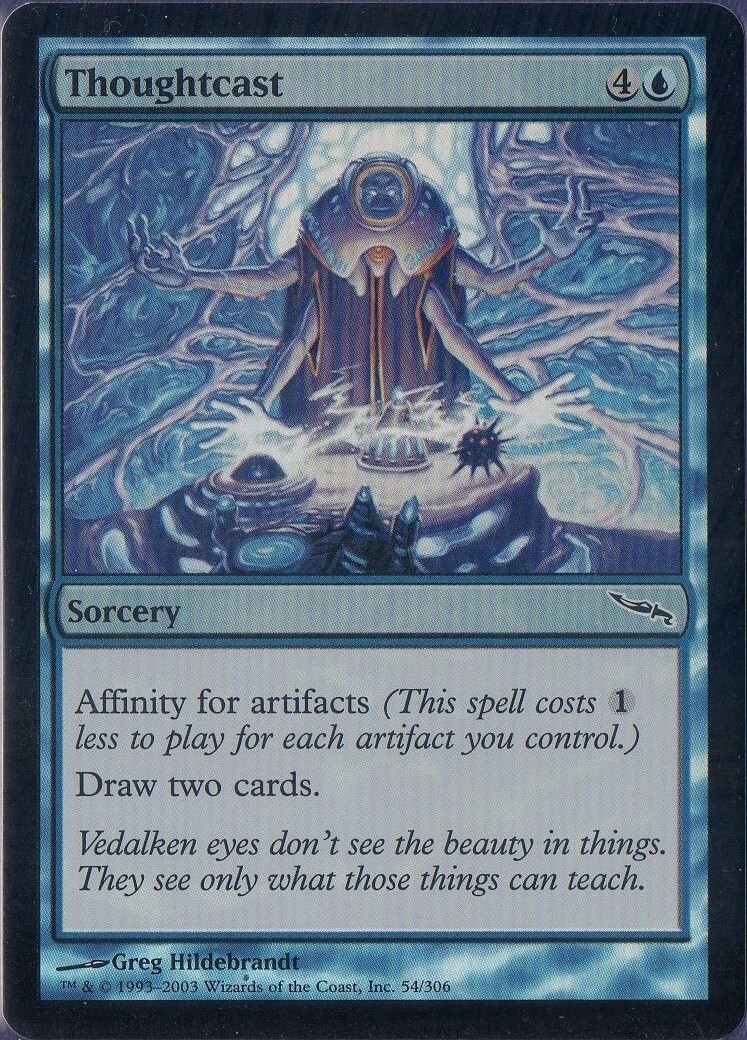 Thoughtcast 4
Sorcery
Affinity for artifacts (This spell costs 1
less to play for each artifact you control.)
Draw two cards.
Vedalken eyes don't see the beauty in things.
They see only what those things can teach.
Greg Hildebrandt
™ & © 1993–2003 Wizards of the Coast, Inc. 54/306